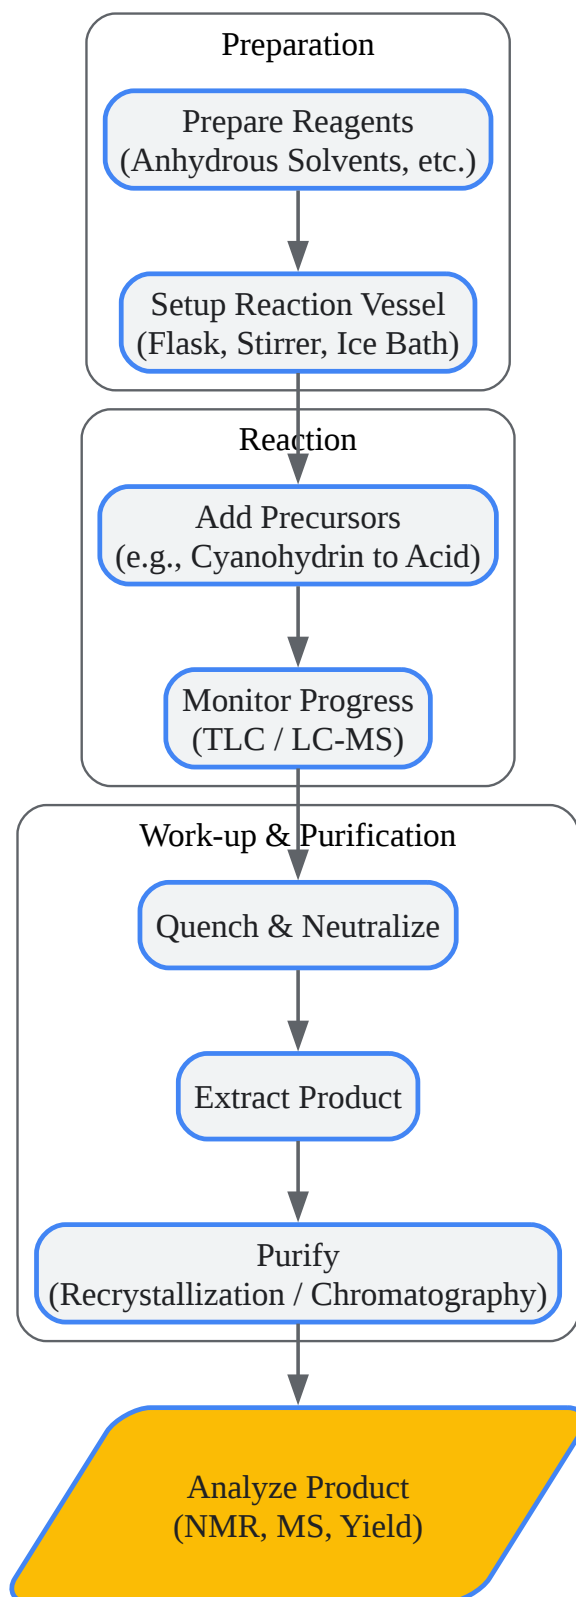 Preparation
Prepare Reagents
(Anhydrous Solvents, etc.)
Setup Reaction Vessel
(Flask, Stirrer, Ice Bath)
Reaction
Add Precursors
(e.g., Cyanohydrin to Acid)
Monitor Progress
(TLC / LC-MS)
Work-up & Purification
Quench & Neutralize
Extract Product
Purify
(Recrystallization / Chromatography)
Analyze Product
(NMR, MS, Yield)